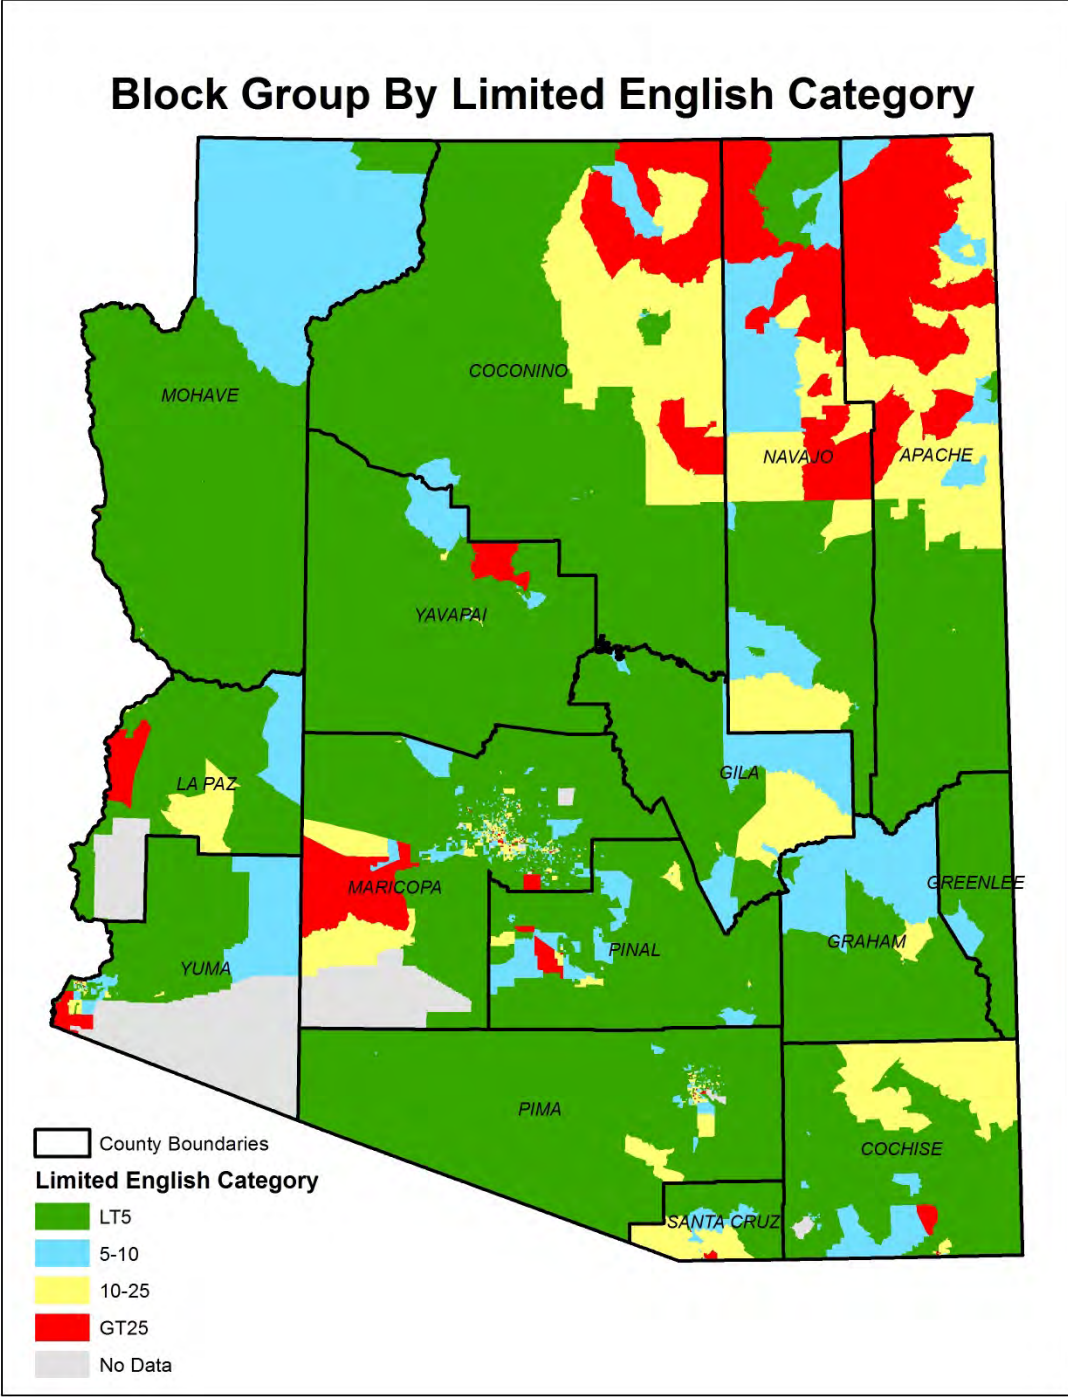 Block Group By Limited English Category
COCONINO
MOHAVE
NAVAJO
APACHE
YAVAPAI
GILA
LA PAZ
GREENLEE
MARICOPA
GRAHAM
PINAL
YUMA
PIMA
COCHISE
SANTA CRUZ
County Boundaries
Limited English Category
LT5
5-10
10-25
GT25
No Data